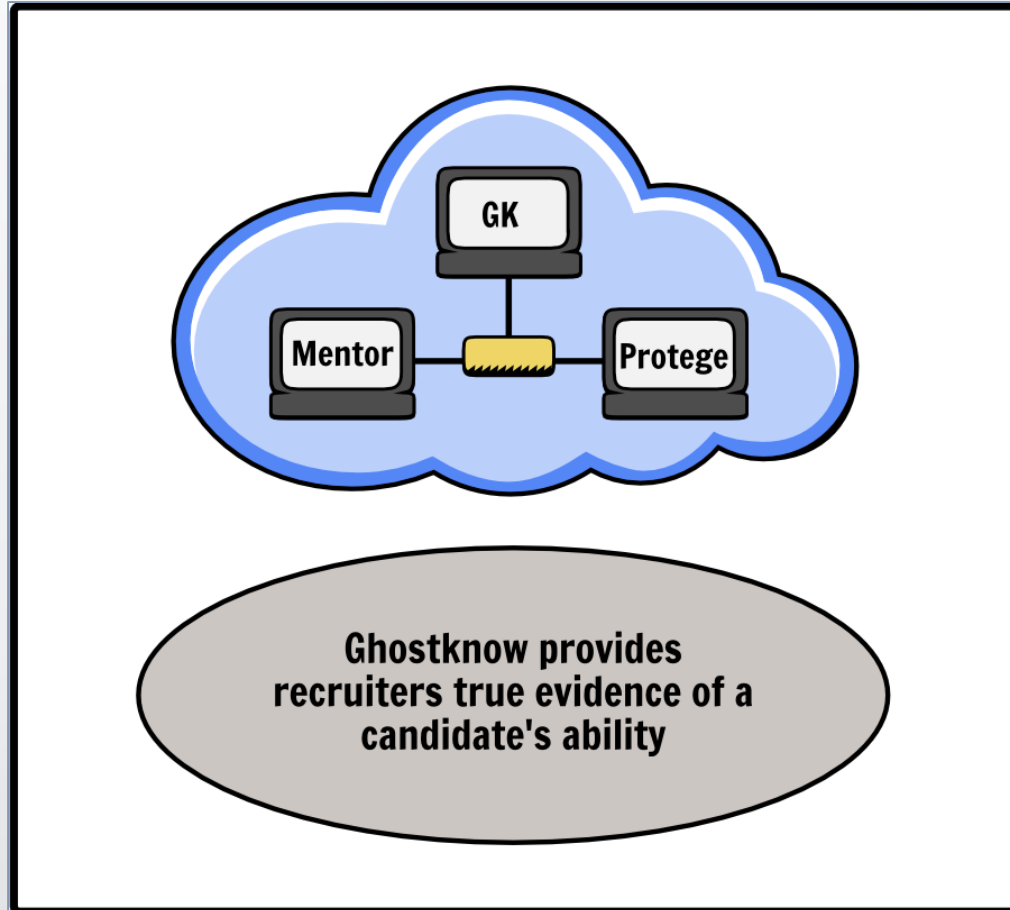 GK
Mentor
Protege
Ghostknow provides
recruiters true evidence of a
candidate's ability